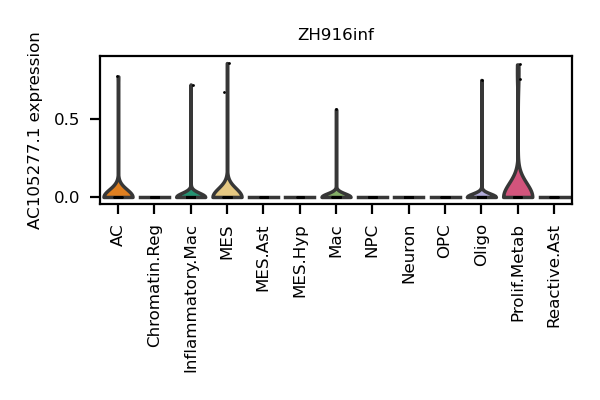 ZH916inf
AC105277.1 expression
0.5
0.0
AC
Chromatin.Reg
Inflammatory.Mac
MES
MES.Ast
MES.Hyp
Mac
NPC
Neuron
OPC
Oligo
Prolif.Metab
Reactive.Ast